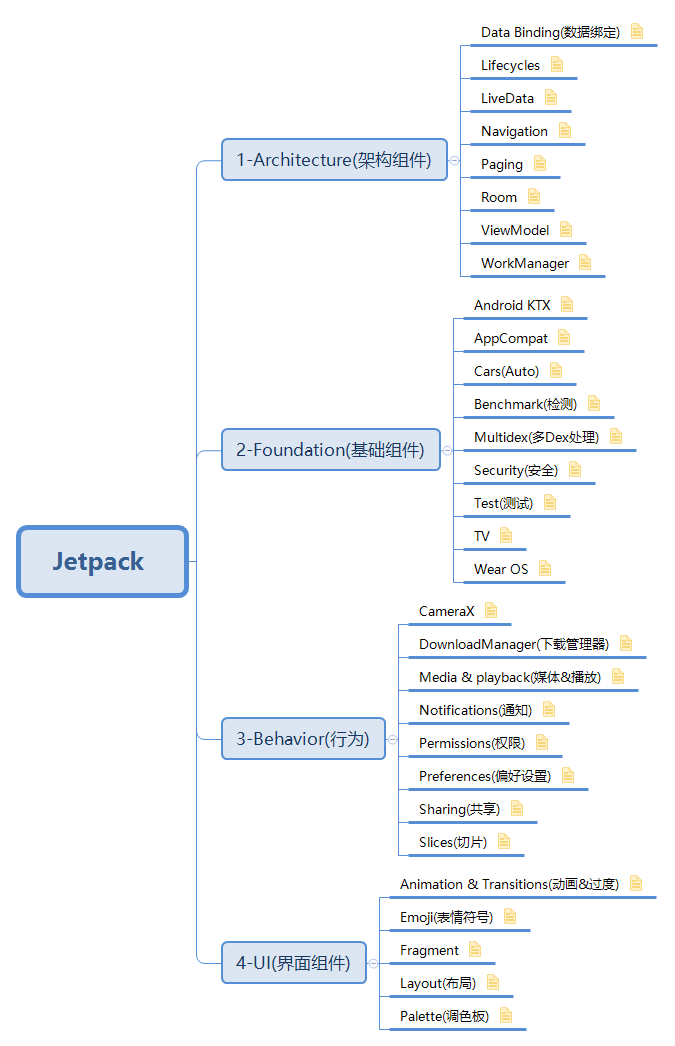 Jetpack
1-Architecture(架构组件)
Data Binding(数据绑定)
Lifecycles
LiveData
Navigation
Paging
Room
ViewModel
WorkManager
2-Foundation(基础组件)
Android KTX
AppCompat
Cars(Auto)
Benchmark(检测)
Multidex(多Dex处理)
Security(安全)
Test(测试)
TV
Wear OS
3-Behavior(行为)
CameraX
DownloadManager(下载管理器)
Media & playback(媒体&播放)
Notifications(通知)
Permissions(权限)
Preferences(偏好设置)
Sharing(共享)
Slices(切片)
4-UI(界面组件)
Animation & Transitions(动画&过度)
Emoji(表情符号)
Fragment
Layout(布局)
Palette(调色板)